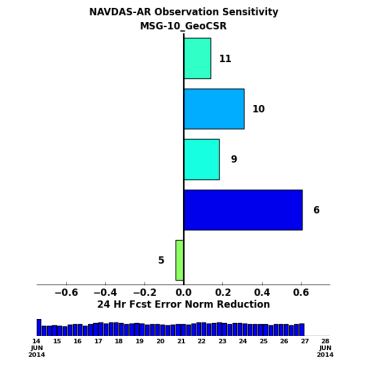 NAVDAS-AR Observation Sensitivity
MSG-10_GeoCSR
11
10
9
6
5
−0.6 −0.4 −0.2 0.0 0.2 0.4 0.6
24 Hr Fcst Error Norm Reduction
14 15 16 17 18 19 20 21 22 23 24 25 26 27 28
JUN JUN
2014 2014